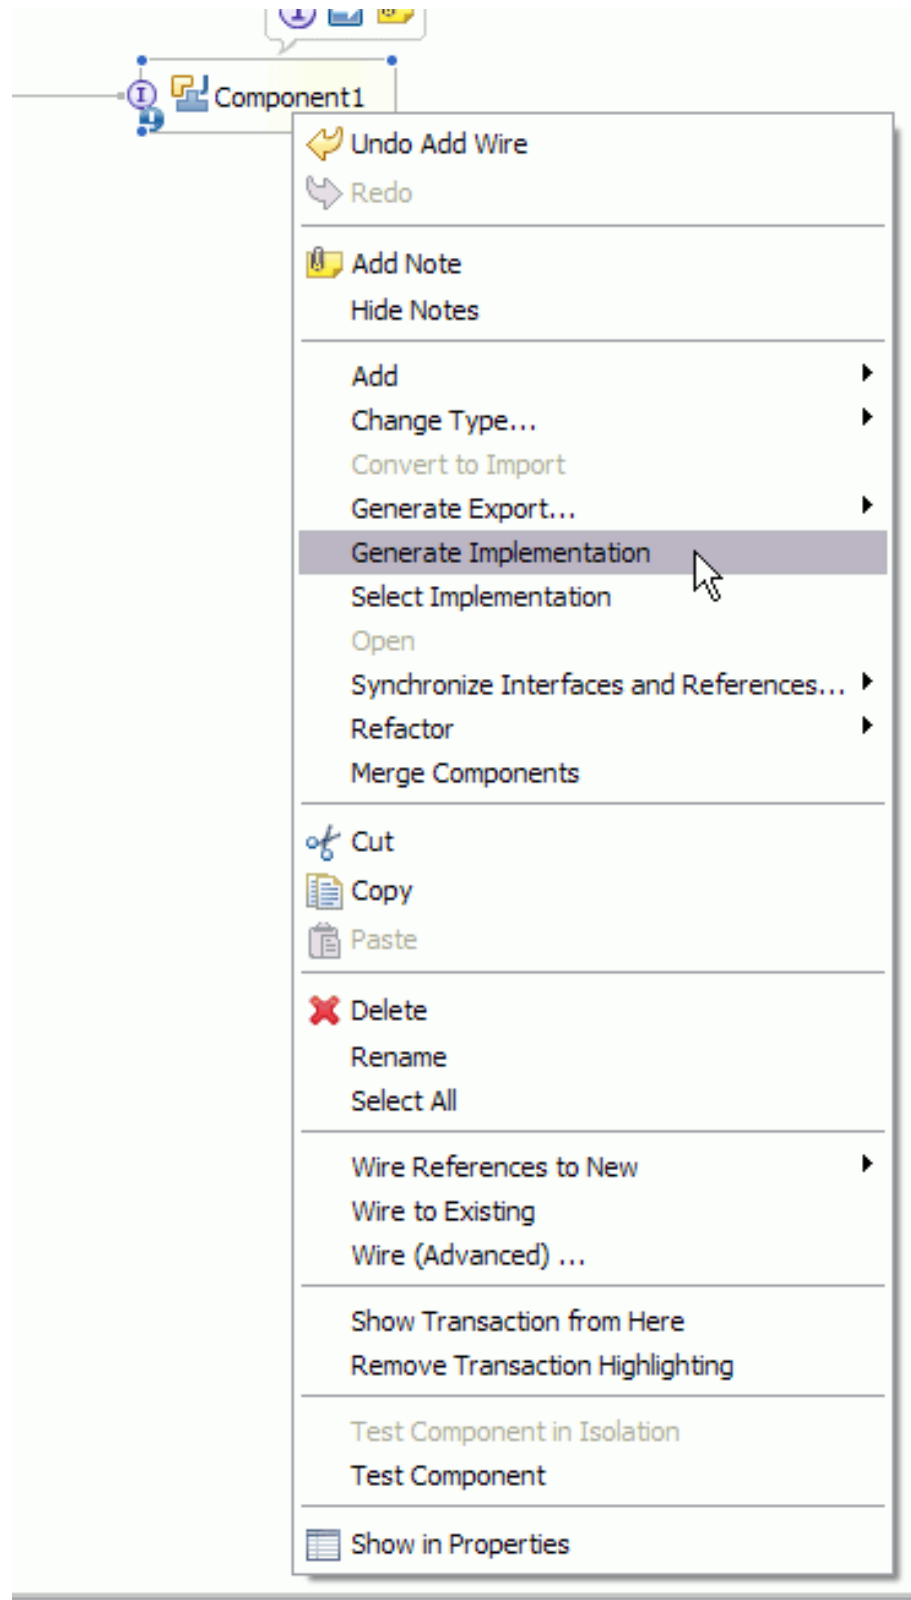 Component1
Undo Add Wire
Redo
Add Note
Hide Notes
Add
Change Type...
Convert to Import
Generate Export...
Generate Implementation
Select Implementation
Open
Synchronize Interfaces and References...
Refactor
Merge Components
Cut
Copy
Paste
Delete
Rename
Select All
Wire References to New
Wire to Existing
Wire (Advanced) ...
Show Transaction from Here
Remove Transaction Highlighting
Test Component in Isolation
Test Component
Show in Properties